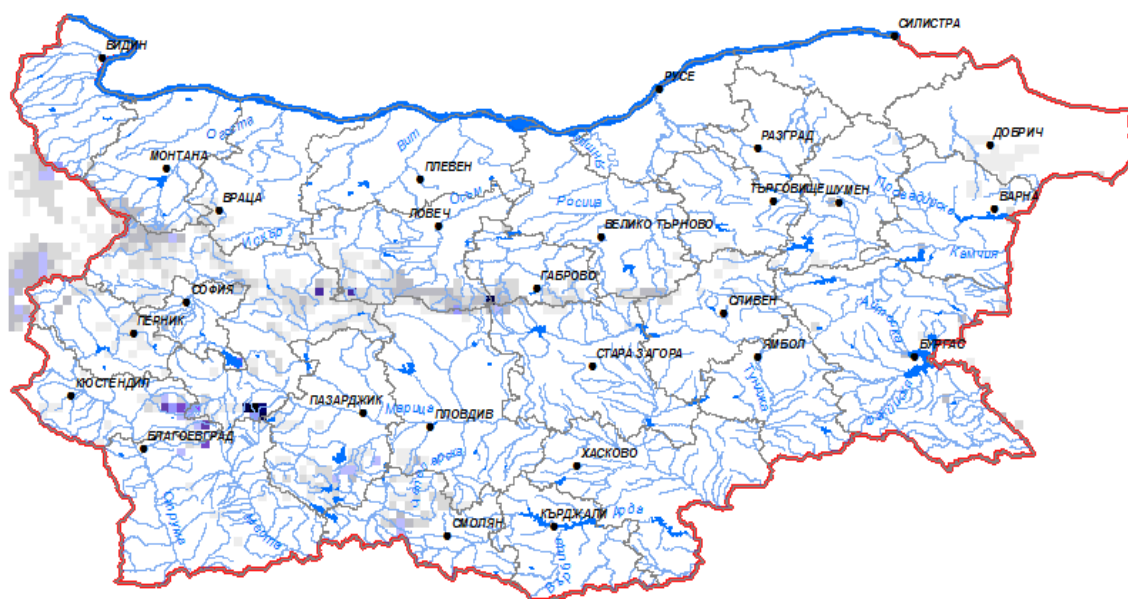 СИЛИСТРА
ВИДИН
РУСЕ
Огоста
Вит
РАЗГРАД
ДОБРИЧ
МОНТАНА
ПЛЕВЕН
Осъм
Росица
ТЪРГОВИЩЕ
ШУМЕН
ВРАЦА
ЛОВЕЧ
ВАРНА
Искър
ВЕЛИКО ТЪРНОВО
Камчия
ГАБРОВО
СОФИЯ
СЛИВЕН
ПЕРНИК
ЯМБОЛ
БУРГАС
СТАРА ЗАГОРА
Тунджа
КЮСТЕНДИЛ
ПАЗАРДЖИК
Марица
ПЛОВДИВ
БЛАГОЕВГРАД
ХАСКОВО
Струма
Места
СМОЛЯН
КЪРДЖАЛИ